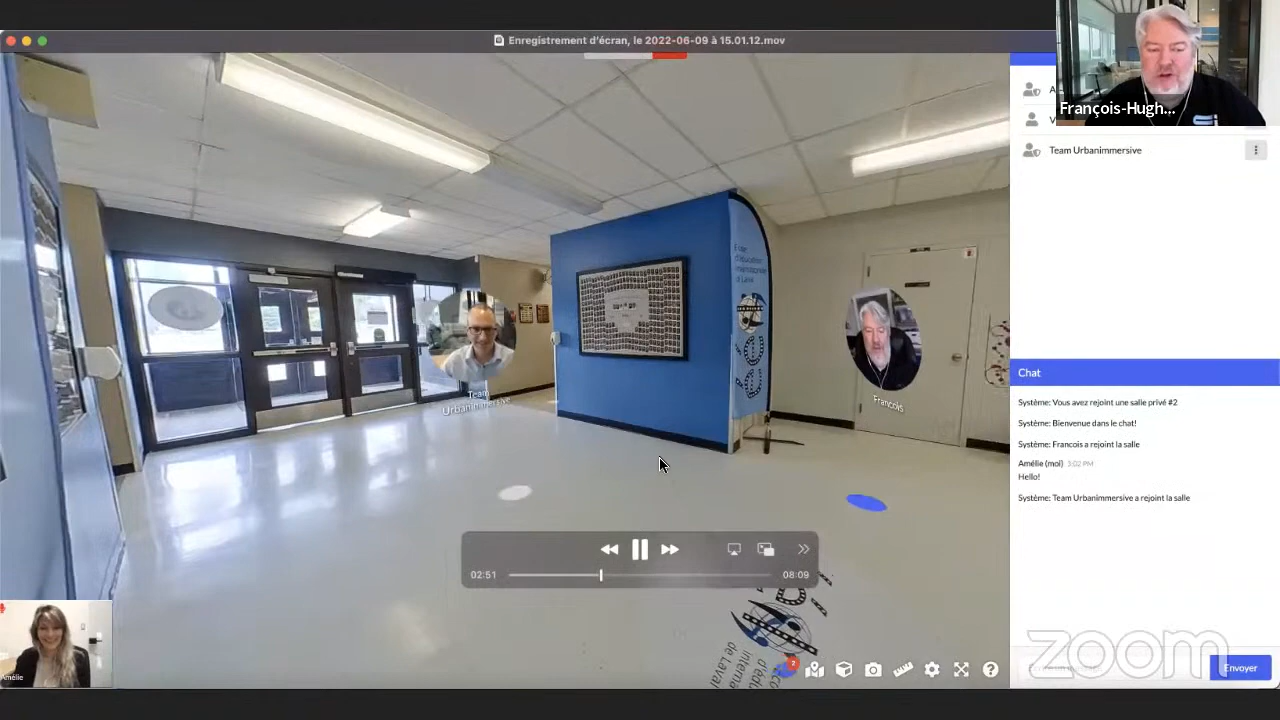 Enregistrement d'écran, le 2022-06-09 à 15.01.12.mov
François-Hugh...
Team Urbanimmersive
Team
Urbanimmersive
Francois
Chat
Système: Vous avez rejoint une salle privé #2
Système: Bienvenue dans le chat!
Système: Francois a rejoint la salle
Amélie (moi) 3:02 PM
Hello!
Système: Team Urbanimmersive a rejoint la salle
02:51
08:09
Amélie
2
?
zoom
Envoyer